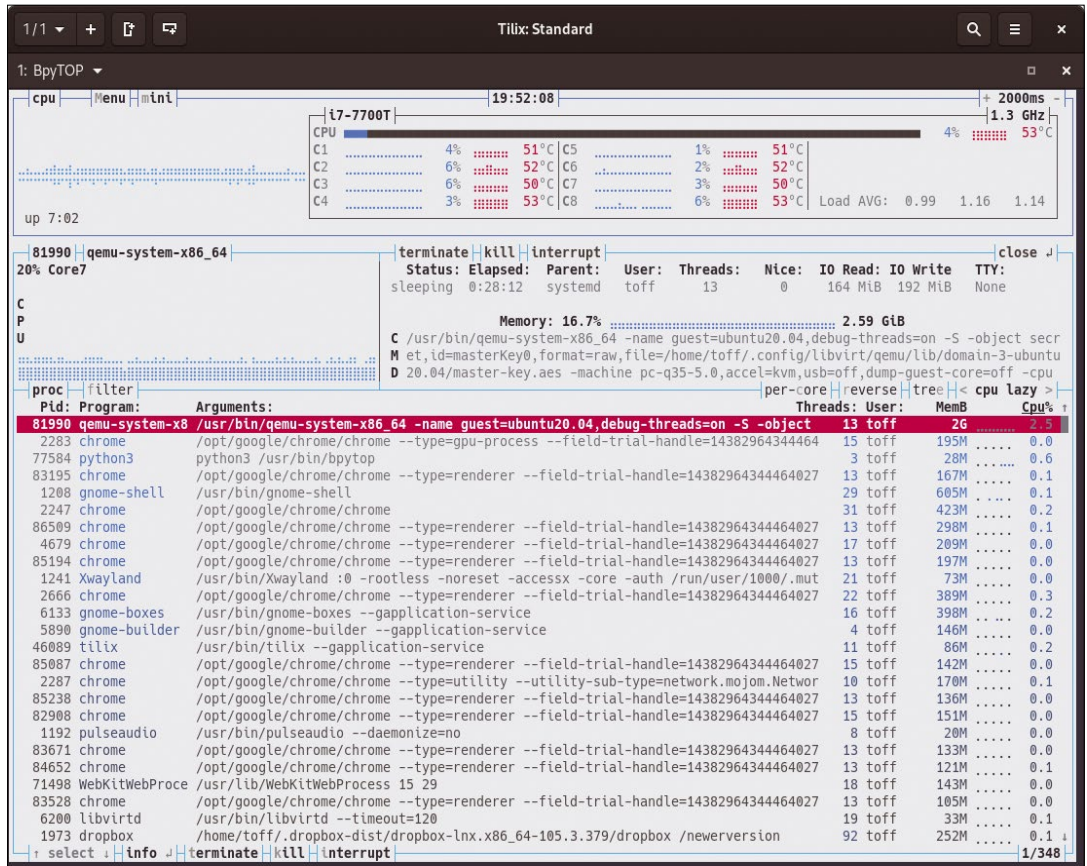 1/1
Tilix: Standard
1: BpyTOP
cpu Menu mini 19:52:08 + 2000ms -
i7-7700T 1.3 GHz
CPU 4% 53°C
C1 4% 51°C C5 1% 51°C
C2 6% 52°C C6 2% 52°C
C3 6% 50°C C7 3% 50°C
C4 3% 53°C C8 6% 53°C Load AVG: 0.99 1.16 1.14
up 7:02
81990 qemu-system-x86_64 terminate kill interrupt close ↲
20% Core7 Status: Elapsed: Parent: User: Threads: Nice: IO Read: IO Write TTY:
sleeping 0:28:12 systemd toff 13 0 164 MiB 192 MiB None
C
P Memory: 16.7% 2.59 GiB
U C /usr/bin/qemu-system-x86_64 -name guest=ubuntu20.04,debug-threads=on -S -object secr
M et,id=masterKey0,format=raw,file=/home/toff/.config/libvirt/qemu/lib/domain-3-ubuntu
D 20.04/master-key.aes -machine pc-q35-5.0,accel=kvm,usb=off,dump-guest-core=off -cpu
proc filter per-core reverse tree < cpu lazy >
Pid: Program: Arguments: Threads: User: MemB Cpu% ↑
81990 qemu-system-x8 /usr/bin/qemu-system-x86_64 -name guest=ubuntu20.04,debug-threads=on -S -object 13 toff 2G 2.5
2283 chrome /opt/google/chrome/chrome --type=gpu-process --field-trial-handle=14382964344464 15 toff 195M 0.0
77584 python3 python3 /usr/bin/bpytop 3 toff 28M 0.6
83195 chrome /opt/google/chrome/chrome --type=renderer --field-trial-handle=14382964344464027 13 toff 167M 0.1
1208 gnome-shell /usr/bin/gnome-shell 29 toff 605M 0.1
2247 chrome /opt/google/chrome/chrome 31 toff 423M 0.2
86509 chrome /opt/google/chrome/chrome --type=renderer --field-trial-handle=14382964344464027 13 toff 298M 0.1
4679 chrome /opt/google/chrome/chrome --type=renderer --field-trial-handle=14382964344464027 17 toff 209M 0.0
85194 chrome /opt/google/chrome/chrome --type=renderer --field-trial-handle=14382964344464027 13 toff 197M 0.0
1241 Xwayland /usr/bin/Xwayland :0 -rootless -noreset -accessx -core -auth /run/user/1000/.mut 21 toff 73M 0.0
2666 chrome /opt/google/chrome/chrome --type=renderer --field-trial-handle=14382964344464027 22 toff 389M 0.3
6133 gnome-boxes /usr/bin/gnome-boxes --gapplication-service 16 toff 398M 0.2
5890 gnome-builder /usr/bin/gnome-builder --gapplication-service 4 toff 146M 0.0
46089 tilix /usr/bin/tilix --gapplication-service 11 toff 86M 0.2
85087 chrome /opt/google/chrome/chrome --type=renderer --field-trial-handle=14382964344464027 15 toff 142M 0.0
2287 chrome /opt/google/chrome/chrome --type=utility --utility-sub-type=network.mojom.Networ 10 toff 170M 0.1
85238 chrome /opt/google/chrome/chrome --type=renderer --field-trial-handle=14382964344464027 13 toff 136M 0.0
82908 chrome /opt/google/chrome/chrome --type=renderer --field-trial-handle=14382964344464027 15 toff 151M 0.0
1192 pulseaudio /usr/bin/pulseaudio --daemonize=no 8 toff 20M 0.0
83671 chrome /opt/google/chrome/chrome --type=renderer --field-trial-handle=14382964344464027 13 toff 133M 0.0
84652 chrome /opt/google/chrome/chrome --type=renderer --field-trial-handle=14382964344464027 13 toff 121M 0.1
71498 WebKitWebProce /usr/lib/WebKitWebProcess 15 29 18 toff 143M 0.0
83528 chrome /opt/google/chrome/chrome --type=renderer --field-trial-handle=14382964344464027 13 toff 105M 0.0
6200 libvirtd /usr/bin/libvirtd --timeout=120 19 toff 33M 0.1
1973 dropbox /home/toff/.dropbox-dist/dropbox-lnx.x86_64-105.3.379/dropbox /newerversion 92 toff 252M 0.1 ↓
↑ select ↓ info ↲ terminate kill interrupt 1/348